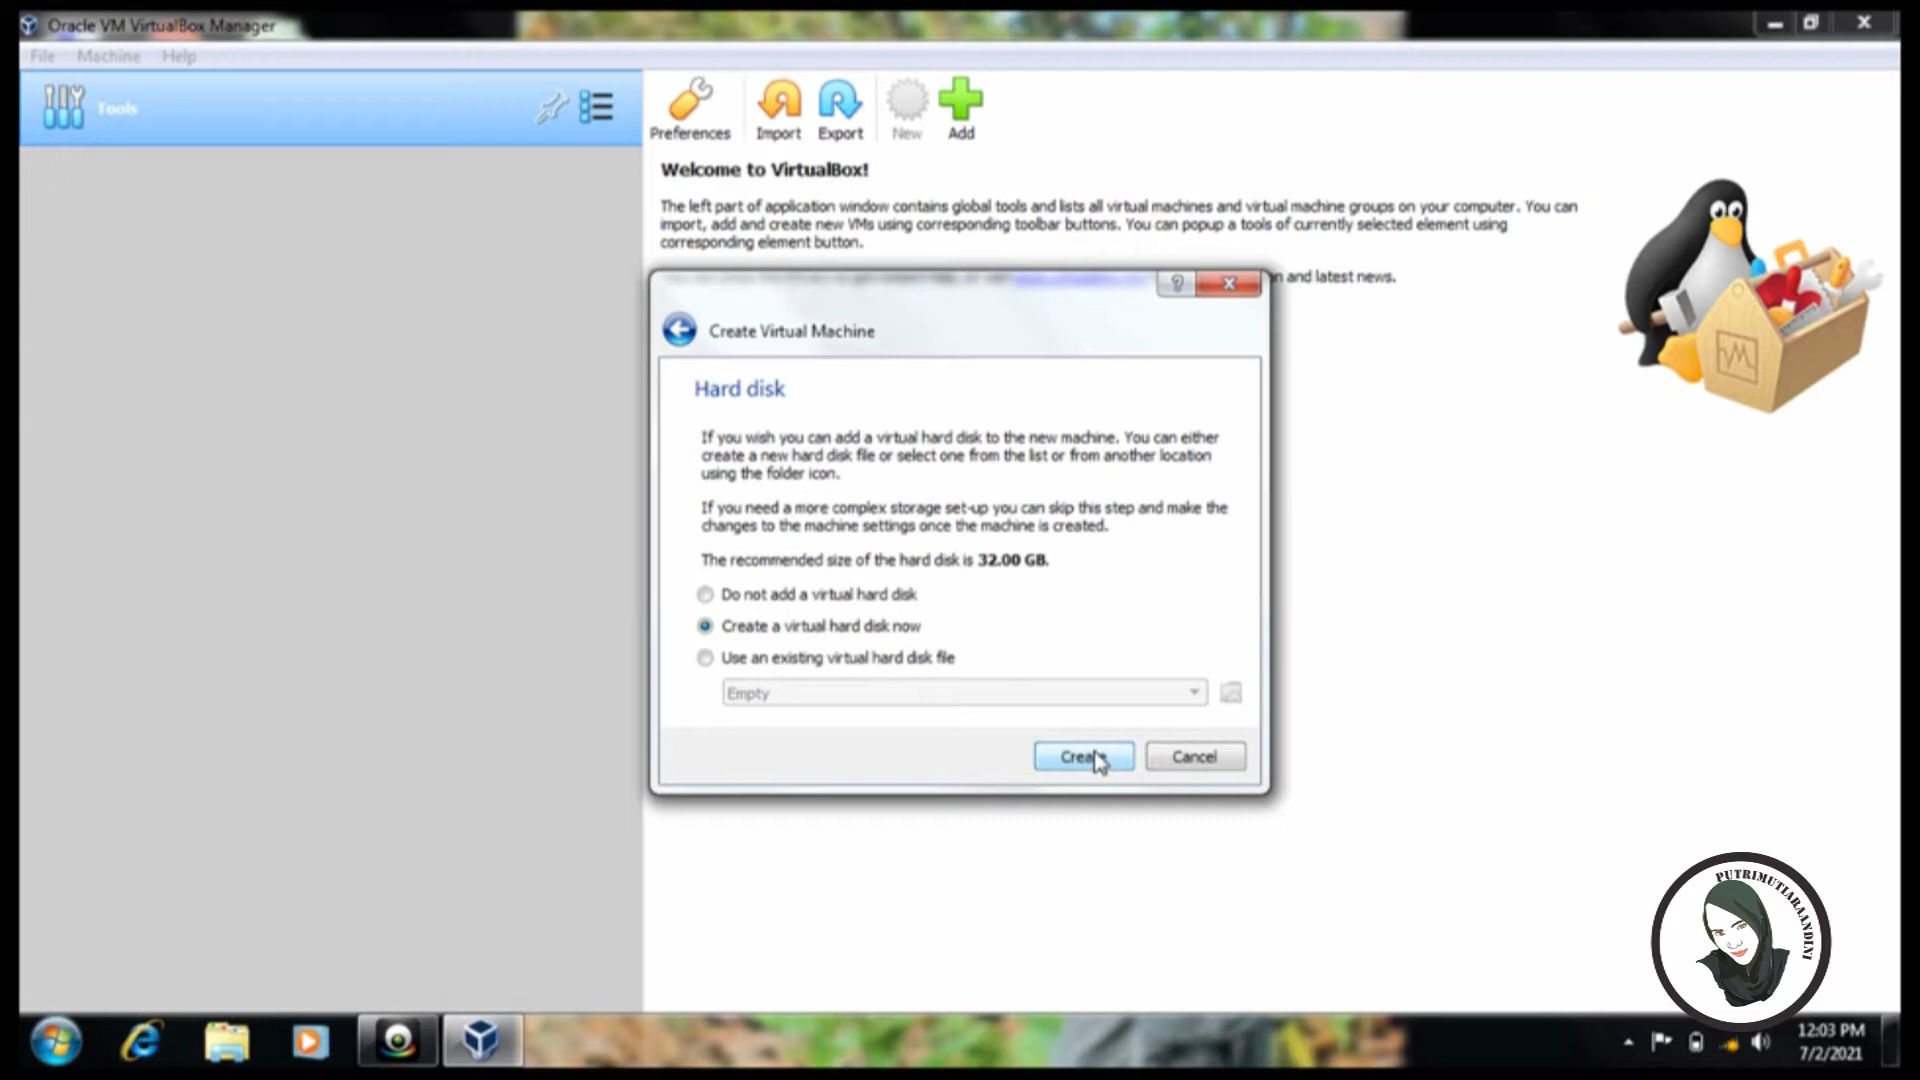 Oracle VM VirtualBox Manager
File Machine Help
Tools
Preferences Import Export New Add
Welcome to VirtualBox!
The left part of application window contains global tools and lists all virtual machines and virtual machine groups on your computer. You can
import, add and create new VMs using corresponding toolbar buttons. You can popup a tools of currently selected element using
corresponding element button.
and latest news.
Create Virtual Machine
Hard disk
If you wish you can add a virtual hard disk to the new machine. You can either
create a new hard disk file or select one from the list or from another location
using the folder icon.
If you need a more complex storage set-up you can skip this step and make the
changes to the machine settings once the machine is created.
The recommended size of the hard disk is 32.00 GB.
Do not add a virtual hard disk
Create a virtual hard disk now
Use an existing virtual hard disk file
Empty
Create Cancel
PUTRIMUTIARAANDINI
12:03 PM
7/2/2021